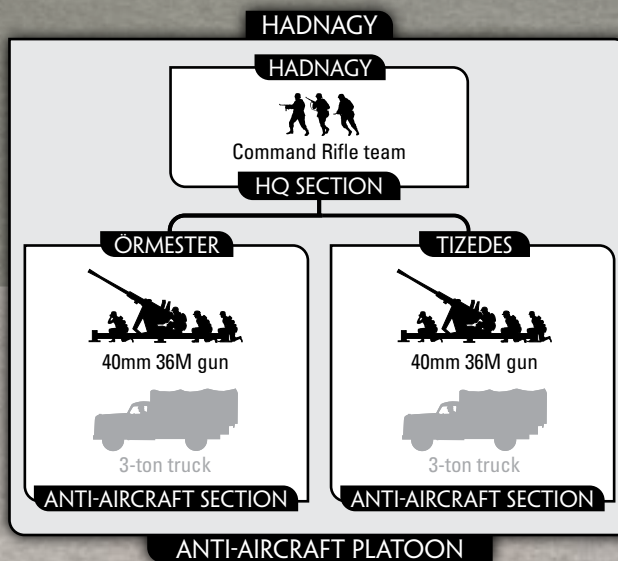 HADNAGY
HADNAGY
Command Rifle team
HQ SECTION
ÖRMESTER
40mm 36M gun
3-ton truck
ANTI-AIRCRAFT SECTION
TIZEDES
40mm 36M gun
3-ton truck
ANTI-AIRCRAFT SECTION
ANTI-AIRCRAFT PLATOON